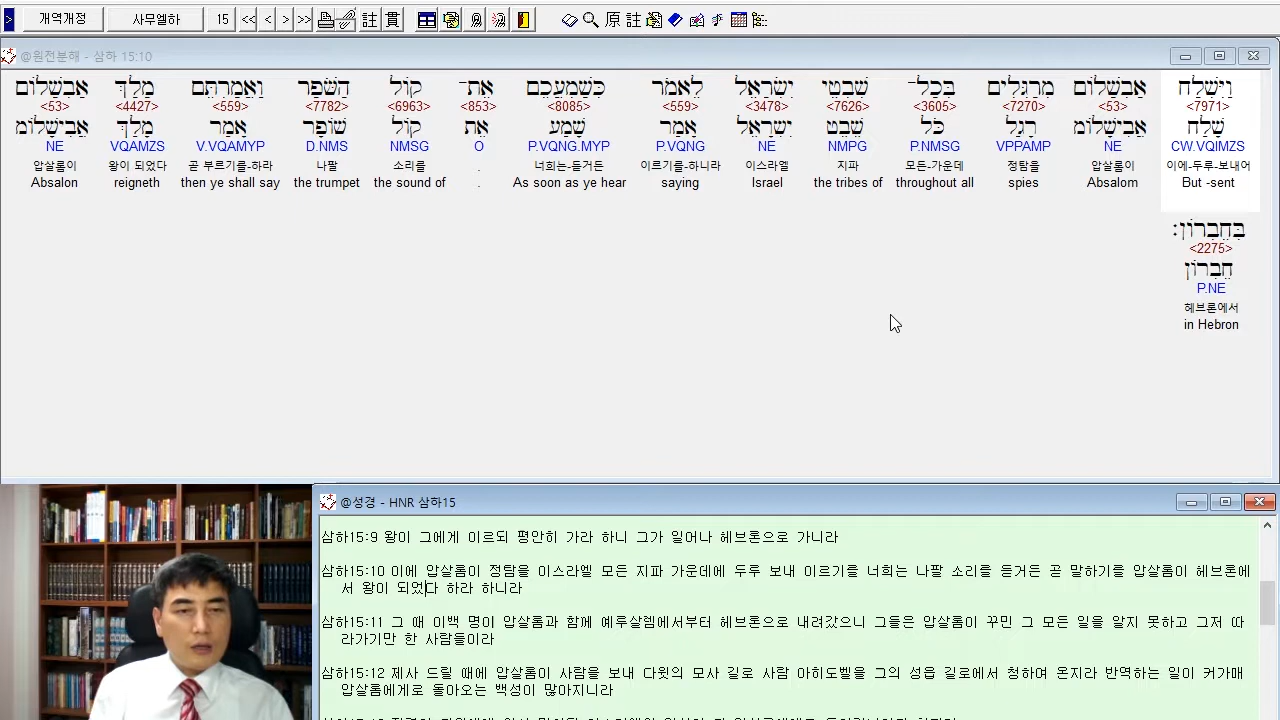 개역개정 사무엘하 15 << < > >> 註 貫 原 註
@원전분해 - 삼하 15:10
וַיִּשְׁלַח אַבְשָׁלוֹם מְרַגְּלִים בְּכָל־ שִׁבְטֵי יִשְׂרָאֵל לֵאמֹר כְּשָׁמְעֲכֶם אֶת־ קוֹל הַשֹּׁפָר וַאֲמַרְתֶּם מָלַךְ אַבְשָׁלוֹם
<53> <4427> <559> <7782> <6963> <853> <8085> <559> <3478> <7626> <3605> <7270> <53> <7971>
שָׁלַח אֲבִישָׁלוֹמ רָגַל כֹּל שֵׁבֶט יִשְׂרָאֵל אָמַר שָׁמַע אֵת קוֹל שׁוֹפָר אָמַר מָלַךְ אֲבִישָׁלוֹמ
NE VQAMZS V.VQAMYP D.NMS NMSG O P.VQNG.MYP P.VQNG NE NMPG P.NMSG VPPAMP NE CW.VQIMZS
압살롬이 왕이 되었다 곧 부르기를-하라 나팔 소리를 . 너희는-듣거든 이르기를-하니라 이스라엘 지파 모든-가운데 정탐을 압살롬이 이에-두루-보내어
Absalon reigneth then ye shall say the trumpet the sound of . As soon as ye hear saying Israel the tribes of throughout all spies Absalom But -sent
בְּחֶבְרוֹן׃
<2275>
חֶבְרוֹן
P.NE
헤브론에서
in Hebron
@성경 - HNR 삼하15
삼하15:9 왕이 그에게 이르되 평안히 가라 하니 그가 일어나 헤브론으로 가니라
삼하15:10 이에 압살롬이 정탐을 이스라엘 모든 지파 가운데에 두루 보내 이르기를 너희는 나팔 소리를 듣거든 곧 말하기를 압살롬이 헤브론에
서 왕이 되었다 하라 하니라
삼하15:11 그 때 이백 명이 압살롬과 함께 예루살렘에서부터 헤브론으로 내려갔으니 그들은 압살롬이 꾸민 그 모든 일을 알지 못하고 그저 따
라가기만 한 사람들이라
삼하15:12 제사 드릴 때에 압살롬이 사람을 보내 다윗의 모사 길로 사람 아히도벨을 그의 성읍 길로에서 청하여 온지라 반역하는 일이 커가매
압살롬에게로 돌아오는 백성이 많아지니라